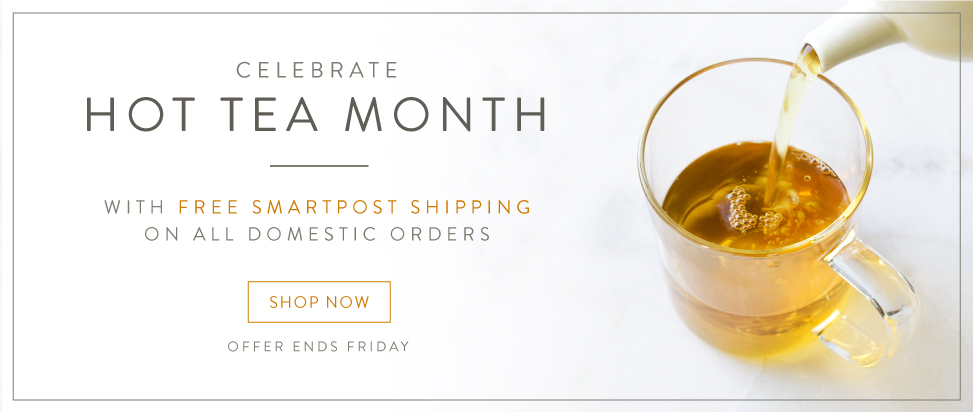 CELEBRATE
HOT TEA MONTH
WITH FREE SMARTPOST SHIPPING
ON ALL DOMESTIC ORDERS
SHOP NOW
OFFER ENDS FRIDAY